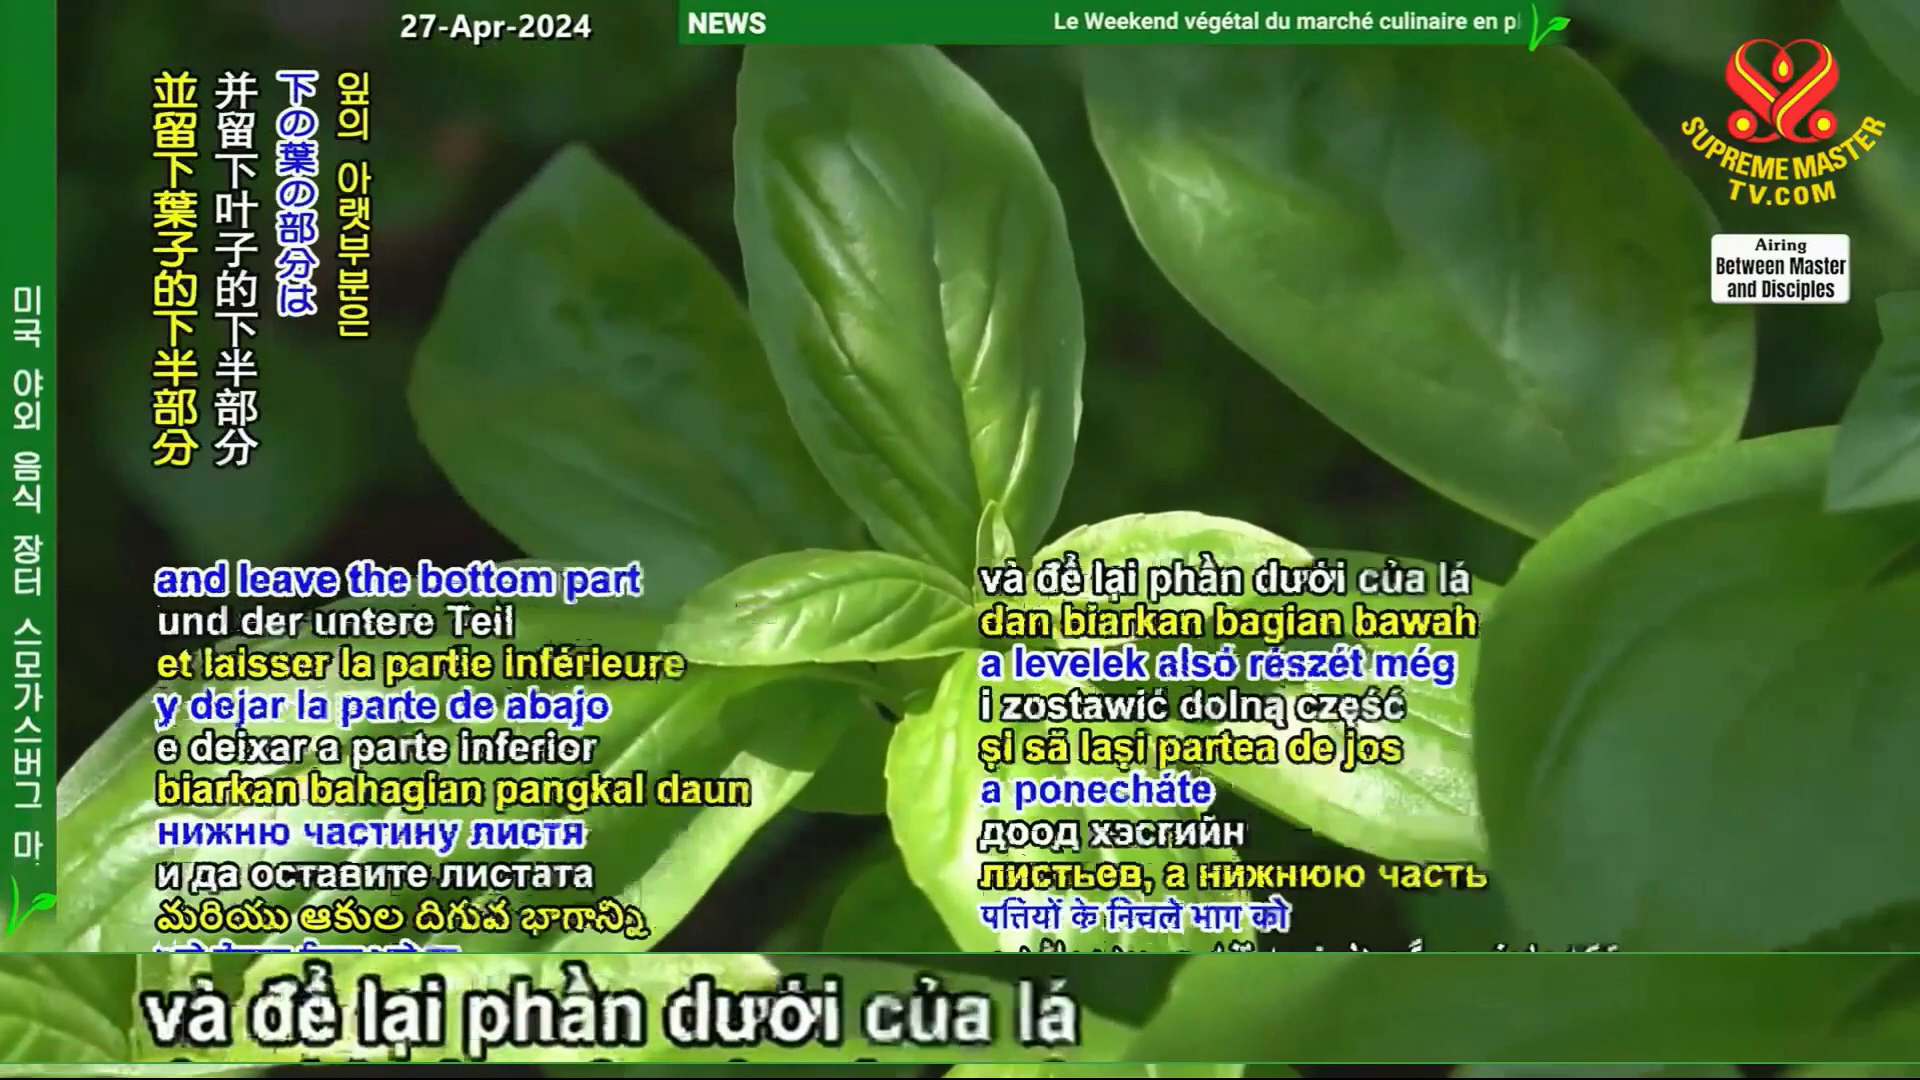 27-Apr-2024
NEWS
Le Weekend végétal du marché culinaire en
SUPREME MASTER
TV.COM
Airing
Between Master
and Disciples
미국 야외 음식 장터 스모가스버그 마
並留下葉子的下半部分
并留下叶子的下半部分
下の葉の部分は
잎의 아랫부분은
and leave the bottom part
und der untere Teil
et laisser la partie inférieure
y dejar la parte de abajo
e deixar a parte inferior
biarkan bahagian pangkal daun
нижню частину листя
и да оставите листата
మరియు ఆకుల దిగువ భాగాన్ని
và để lại phần dưới của lá
dan biarkan bagian bawah
a levelek alsó részét még
i zostawić dolną część
și să lași partea de jos
a ponecháte
доод хэсгийн
листьев, а нижнюю часть
पत्तियों के निचले भाग को
và để lại phần dưới của lá